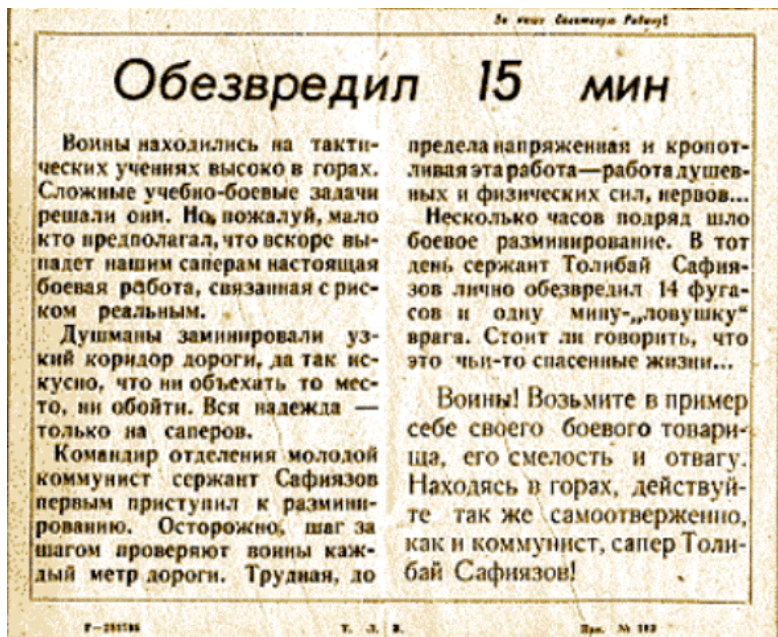 За нашу Советскую Родину!
Обезвредил 15 мин
Воины находились на такти-
ческих учениях высоко в горах.
Сложные учебно-боевые задачи
решали они. Но, пожалуй, мало
кто предполагал, что вскоре вы-
падет нашим саперам настоящая
боевая работа, связанная с рис-
ком реальным.
Душманы заминировали уз-
кий коридор дороги, да так ис-
кусно, что ни объехать то мес-
то, ни обойти. Вся надежда —
только на саперов.
Командир отделения молодой
коммунист сержант Сафиязов
первым приступил к размини-
рованию. Осторожно, шаг за
шагом проверяют воины каж-
дый метр дороги. Трудная, до
предела напряженная и кропот-
ливая эта работа—работа душев-
ных и физических сил, нервов...
Несколько часов подряд шло
боевое разминирование. В тот
день сержант Толибай Сафия-
зов лично обезвредил 14 фуга-
сов и одну мину-„ловушку“
врага. Стоит ли говорить, что
это чьи-то спасенные жизни...
Воины! Возьмите в пример
себе своего боевого товари-
ща, его смелость и отвагу.
Находясь в горах, действуй-
те так же самоотверженно,
как и коммунист, сапер Толи-
бай Сафиязов!
Т. Л. В.